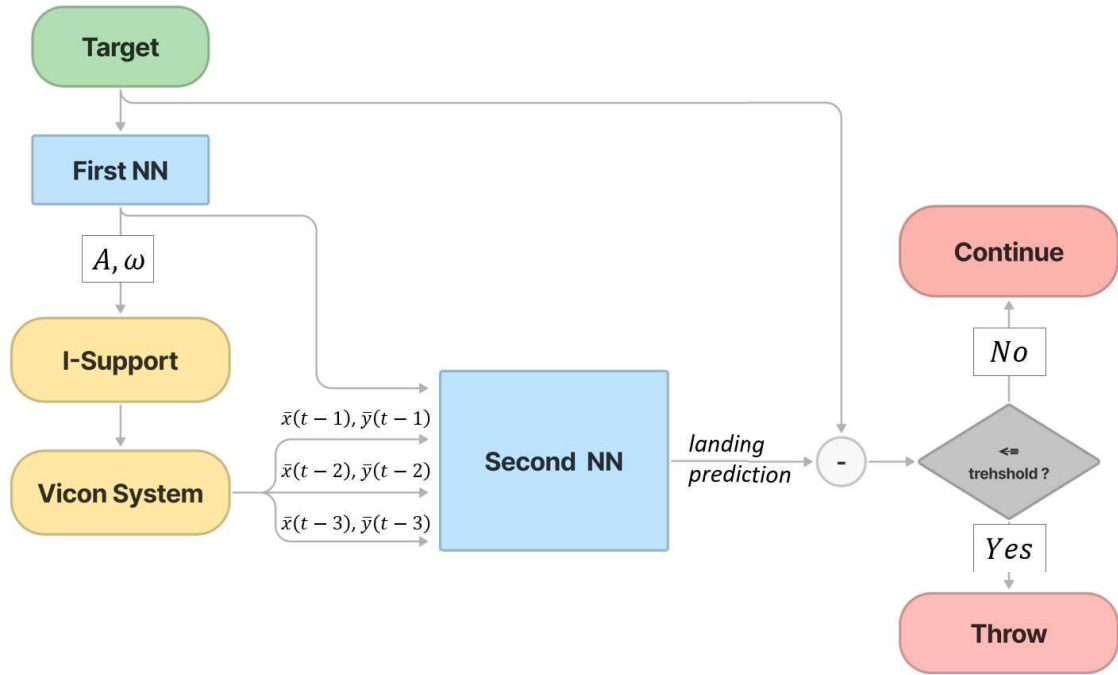 Target
First NN
A, ω
I-Support
Vicon System
x̄(t − 1), ȳ(t − 1)
x̄(t − 2), ȳ(t − 2)
x̄(t − 3), ȳ(t − 3)
Second NN
landing
prediction
-
<=
trehshold ?
Continue
No
Yes
Throw